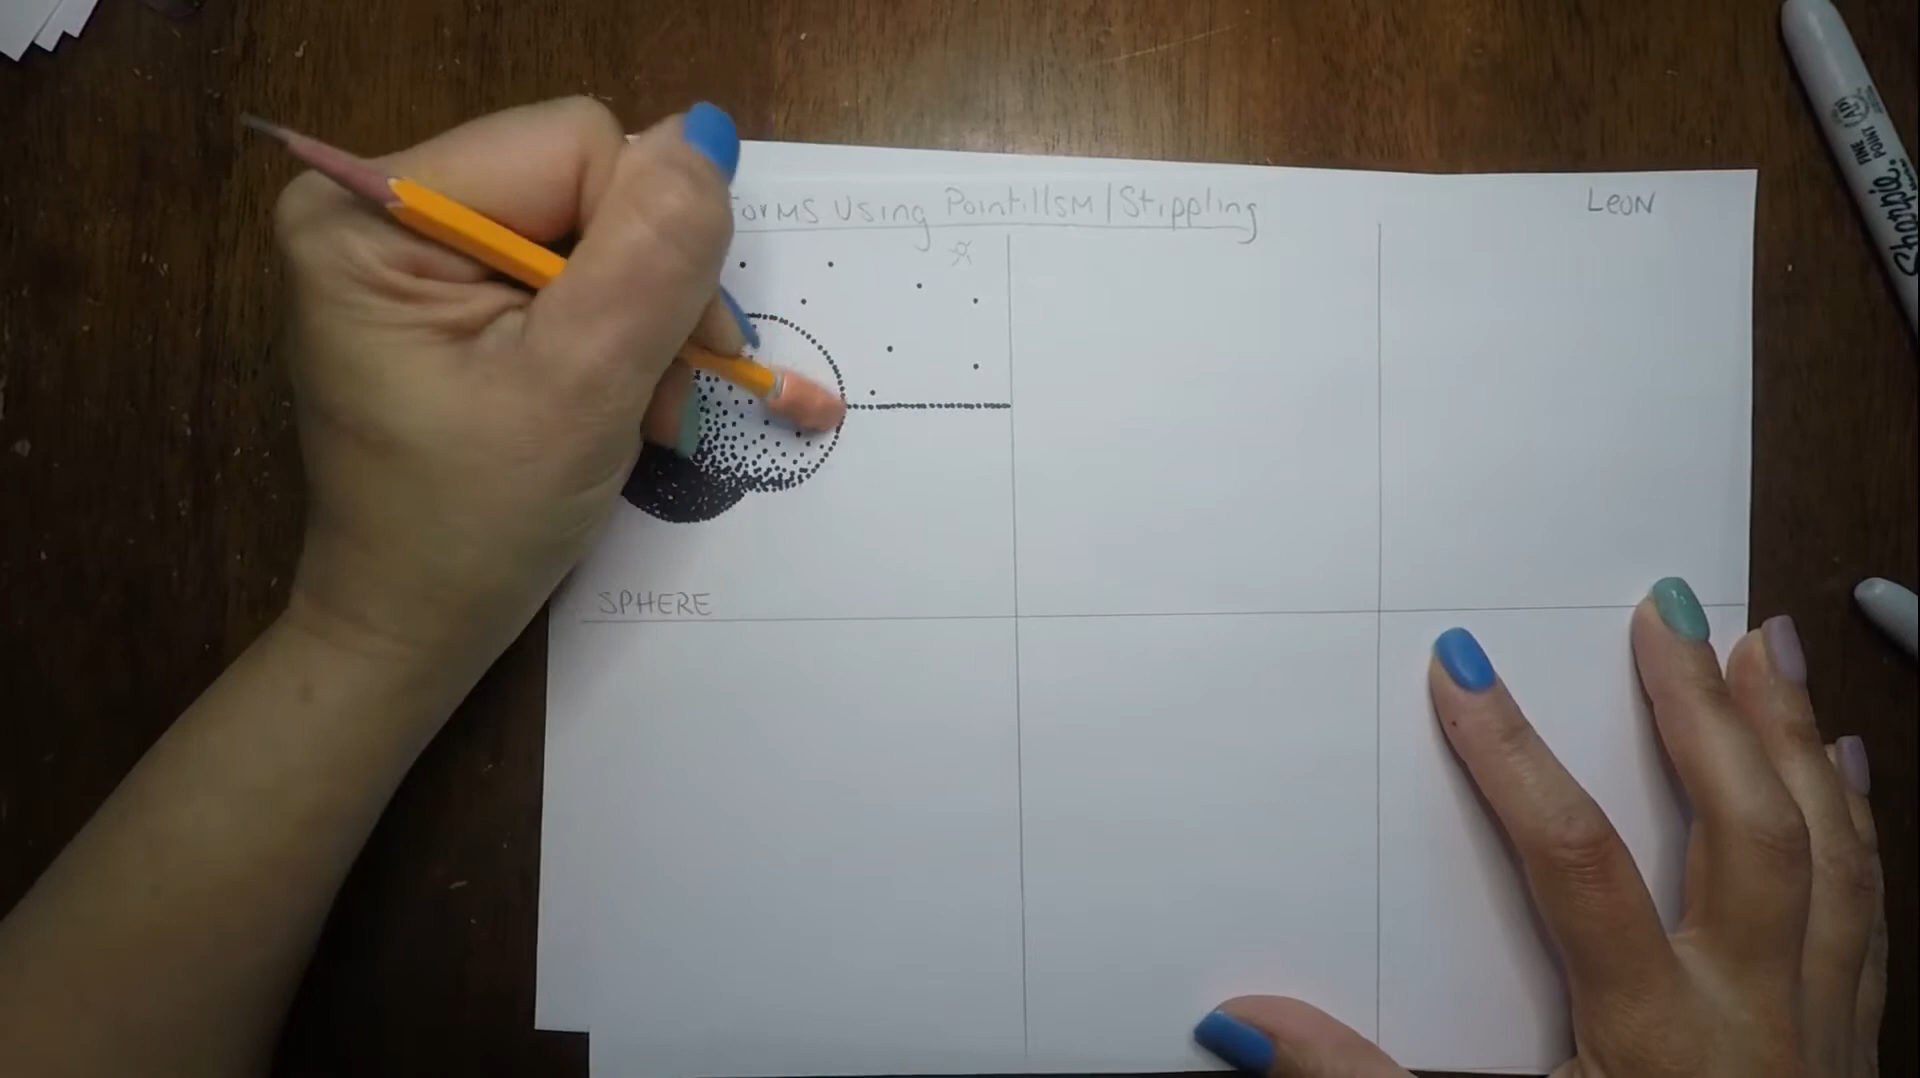 forms Using Pointillsm/Stippling
LEON
SPHERE
Sharpie.
FINE POINT